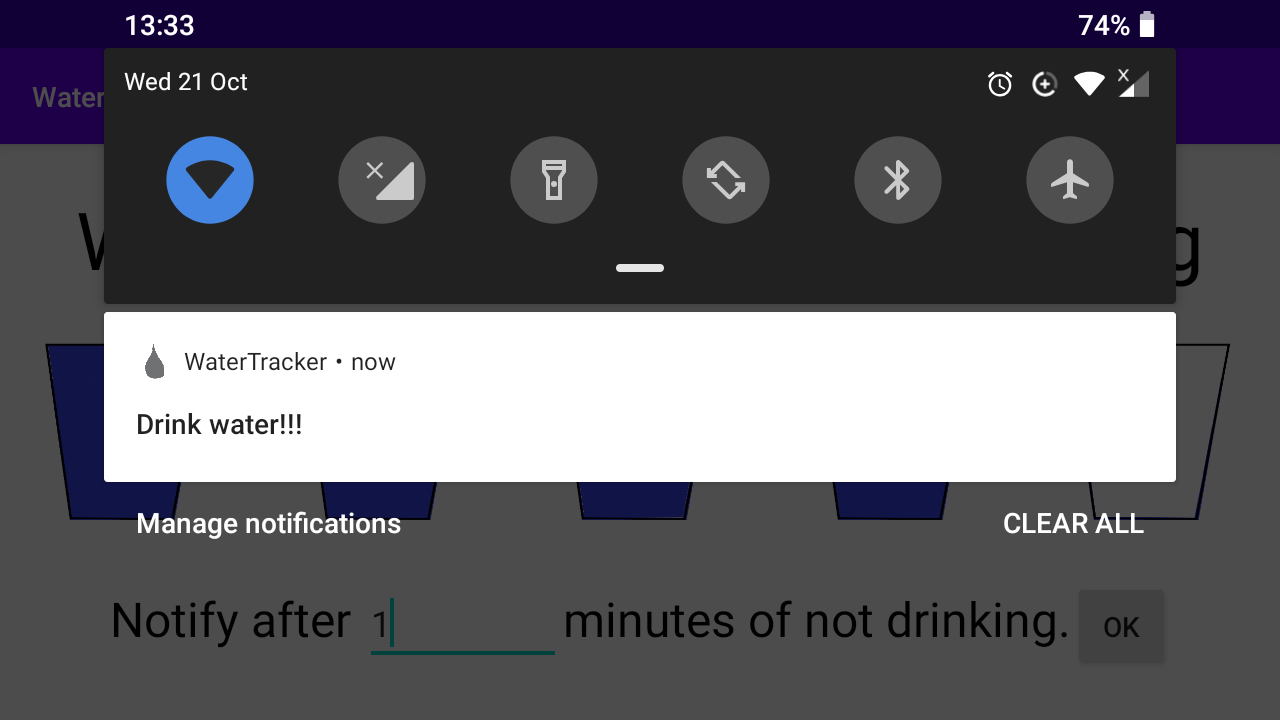 13:33 74%
Wed 21 Oct
Water
WaterTracker • now
Drink water!!!
Manage notifications CLEAR ALL
Notify after 1 minutes of not drinking. OK